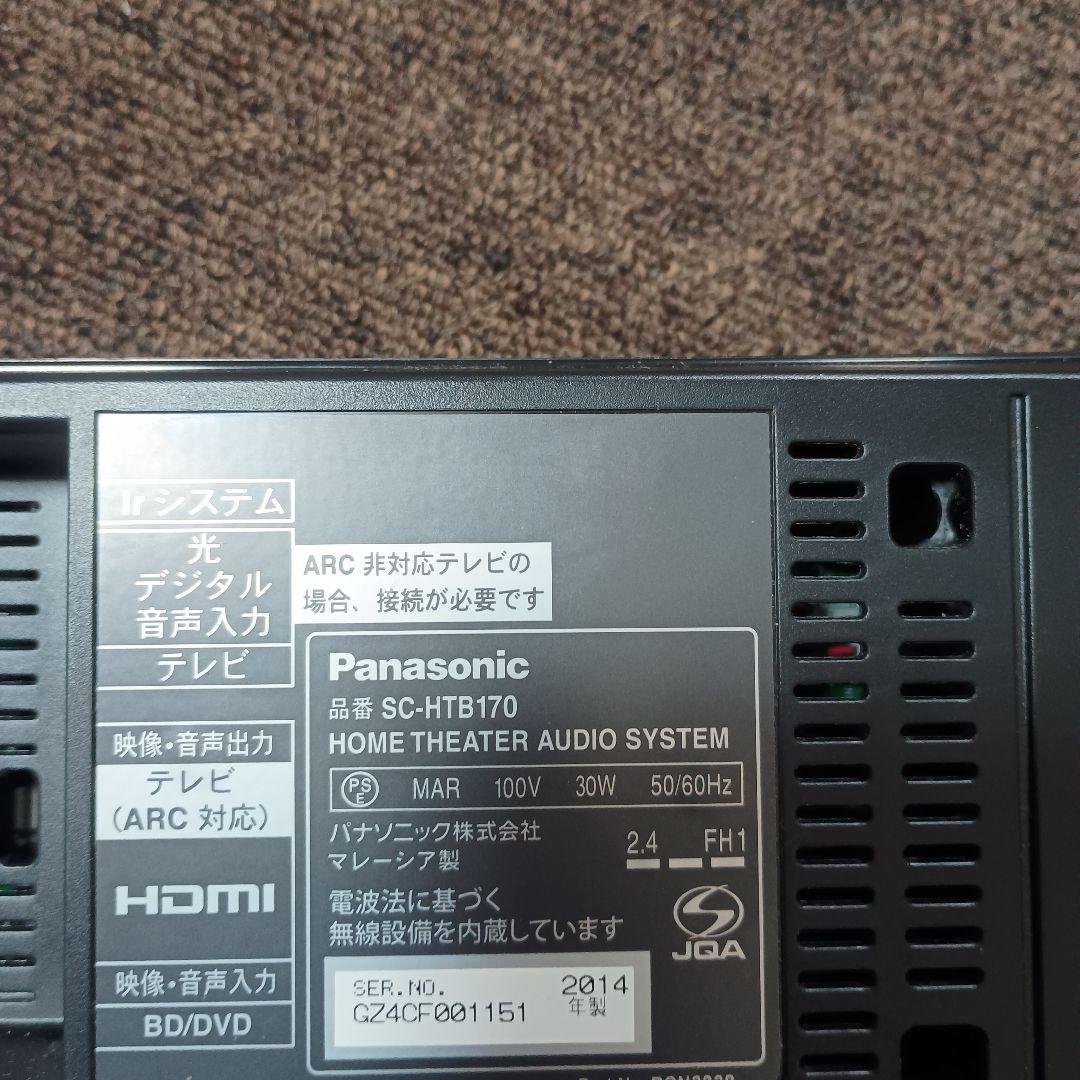 Irシステム
光
デジタル
音声入力
テレビ
ARC 非対応テレビの
場合、接続が必要です
映像・音声出力
テレビ
(ARC 対応)
HDMI
映像・音声入力
BD/DVD
Panasonic
品番 SC-HTB170
HOME THEATER AUDIO SYSTEM
PSE MAR 100V 30W 50/60Hz
パナソニック株式会社
マレーシア製
2.4 FH1
電波法に基づく
無線設備を内蔵しています
JQA
SER.NO. 2014
GZ4CF001151 年製